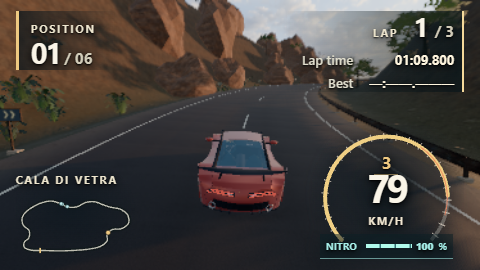 POSITION
01 / 06
LAP 1 / 3
Lap time 01:09.800
Best --:--.---
CALA DI VETRA
3
79
KM/H
NITRO 100 %